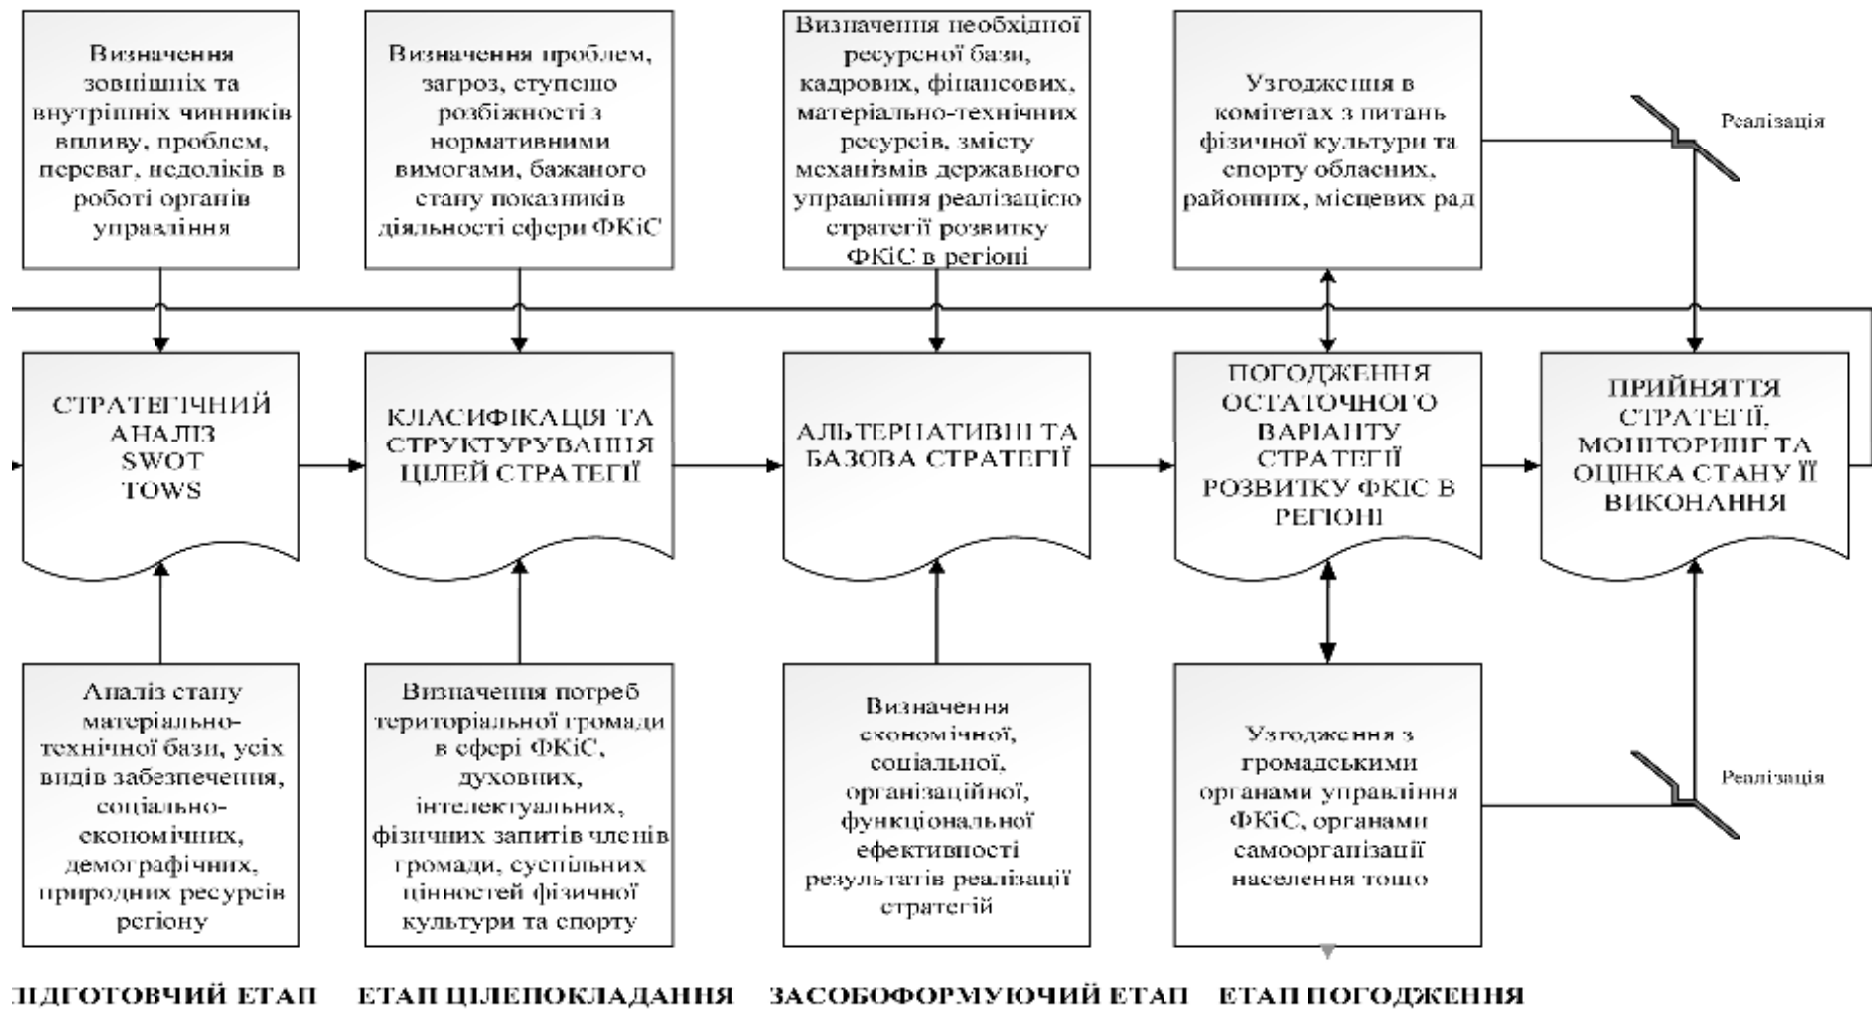 Визначення
зовнішніх та
внутрішніх чинників
впливу, проблем,
переваг, недоліків в
роботі органів
управління
Визначення проблем,
загроз, ступеню
розбіжності з
нормативними
вимогами, бажаного
стану показників
діяльності сфери ФКіС
Визначення необхідної
ресурсної бази,
кадрових, фінансових,
матеріально-технічних
ресурсів, змісту
механізмів державного
управління реалізацією
стратегії розвитку
ФКіС в регіоні
Узгодження в
комітетах з питань
фізичної культури та
спорту обласних,
районних, місцевих рад
Реалізація
СТРАТЕГІЧНИЙ
АНАЛІЗ
SWOT
TOWS
КЛАСИФІКАЦІЯ ТА
СТРУКТУРУВАННЯ
ЦІЛЕЙ СТРАТЕГІЇ
АЛЬТЕРНАТИВНІ ТА
БАЗОВА СТРАТЕГІЇ
ПОГОДЖЕННЯ
ОСТАТОЧНОГО
ВАРІАНТУ
СТРАТЕГІЇ
РОЗВИТКУ ФКІС В
РЕГІОНІ
ПРИЙНЯТТЯ
СТРАТЕГІЇ,
МОНІТОРИНГ ТА
ОЦІНКА СТАНУ ЇЇ
ВИКОНАННЯ
Аналіз стану
матеріально-
технічної бази, усіх
видів забезпечення,
соціально-
економічних,
демографічних,
природних ресурсів
регіону
Визначення потреб
територіальної громади
в сфері ФКіС,
духовних,
інтелектуальних,
фізичних запитів членів
громади, суспільних
цінностей фізичної
культури та спорту
Визначення
економічної,
соціальної,
організаційної,
функціональної
ефективності
результатів реалізації
стратегій
Узгодження з
громадськими
органами управління
ФКіС, органами
самоорганізації
населення тощо
Реалізація
ПІДГОТОВЧИЙ ЕТАП
ЕТАП ЦІЛЕПОКЛАДАННЯ
ЗАСОБОФОРМУЮЧИЙ ЕТАП
ЕТАП ПОГОДЖЕННЯ